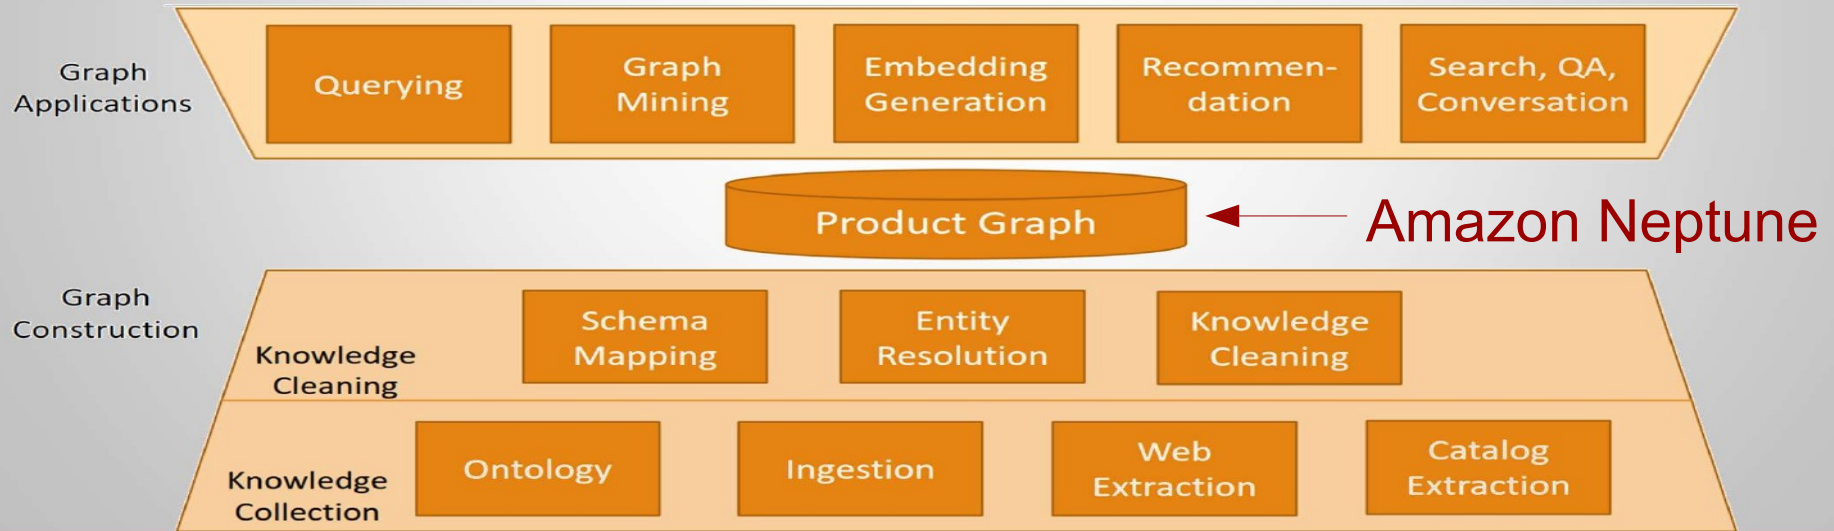 Graph
Applications
Querying
Graph
Mining
Embedding
Generation
Recommen-
dation
Search, QA,
Conversation
Product Graph
Amazon Neptune
Graph
Construction
Knowledge
Cleaning
Schema
Mapping
Entity
Resolution
Knowledge
Cleaning
Knowledge
Collection
Ontology
Ingestion
Web
Extraction
Catalog
Extraction